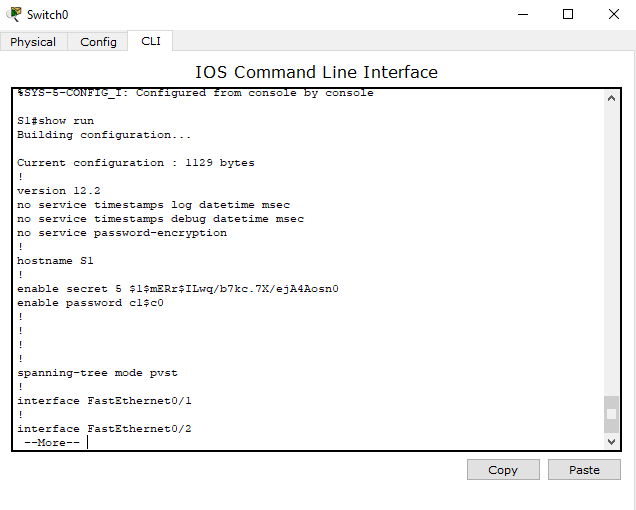 Switch0
Physical Config CLI
IOS Command Line Interface
%SYS-5-CONFIG_I: Configured from console by console
S1#show run
Building configuration...
Current configuration : 1129 bytes
!
version 12.2
no service timestamps log datetime msec
no service timestamps debug datetime msec
no service password-encryption
!
hostname S1
!
enable secret 5 $1$mERr$ILwq/b7kc.7X/ejA4Aosn0
enable password c1$c0
!
!
!
!
spanning-tree mode pvst
!
interface FastEthernet0/1
!
interface FastEthernet0/2
--More--
Copy Paste